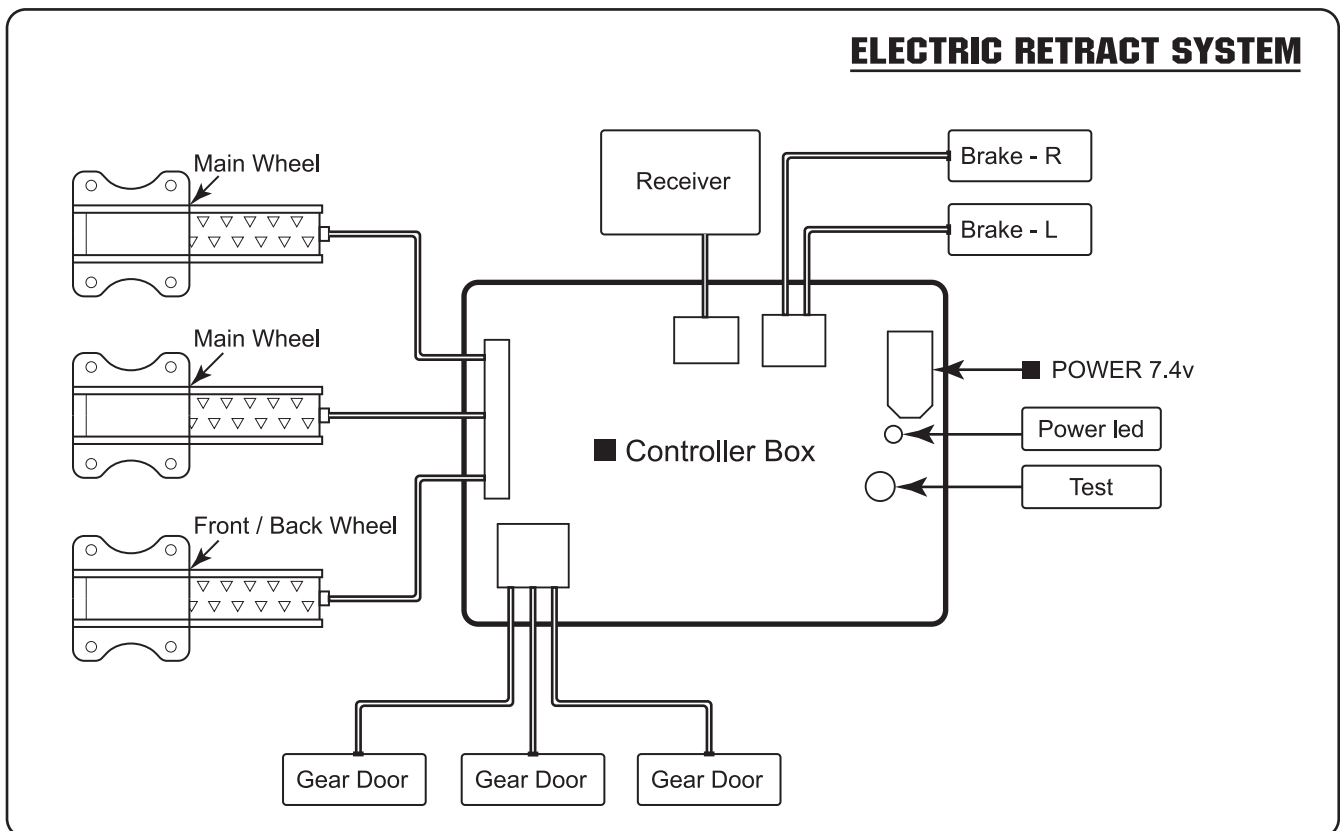 ELECTRIC RETRACT SYSTEM
Main Wheel
Receiver
Brake - R
Brake - L
Main Wheel
POWER 7.4v
Controller Box
Power led
Test
Front / Back Wheel
Gear Door
Gear Door
Gear Door